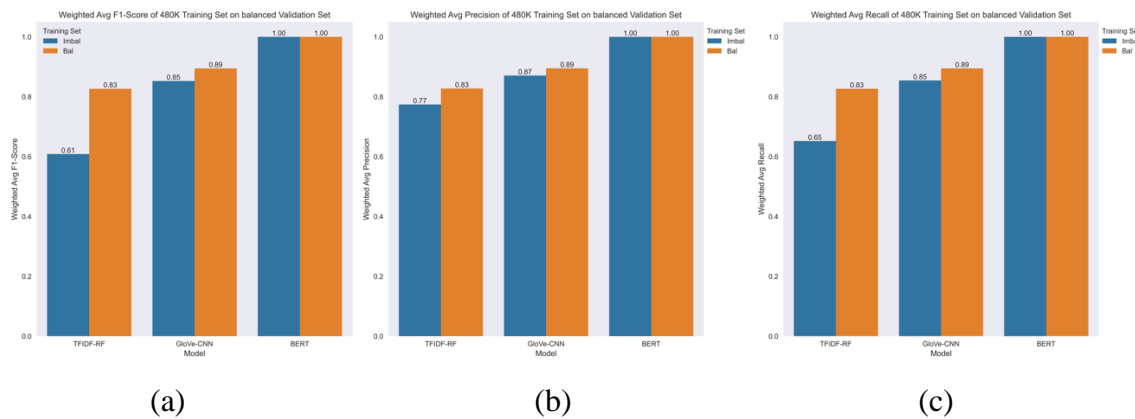 Weighted Avg F1-Score of 480K Training Set on balanced Validation Set
Training Set
Imbal
Bal
1.0
0.8
0.6
0.4
0.2
0.0
Weighted Avg F1-Score
0.61
0.83
0.85
0.89
1.00
1.00
TFIDF-RF
GloVe-CNN
BERT
Model
(a)
Weighted Avg Precision of 480K Training Set on balanced Validation Set
Training Set
Imbal
Bal
1.0
0.8
0.6
0.4
0.2
0.0
Weighted Avg Precision
0.77
0.83
0.87
0.89
1.00
1.00
TFIDF-RF
GloVe-CNN
BERT
Model
(b)
Weighted Avg Recall of 480K Training Set on balanced Validation Set
Training Set
Imbal
Bal
1.0
0.8
0.6
0.4
0.2
0.0
Weighted Avg Recall
0.65
0.83
0.85
0.89
1.00
1.00
TFIDF-RF
GloVe-CNN
BERT
Model
(c)